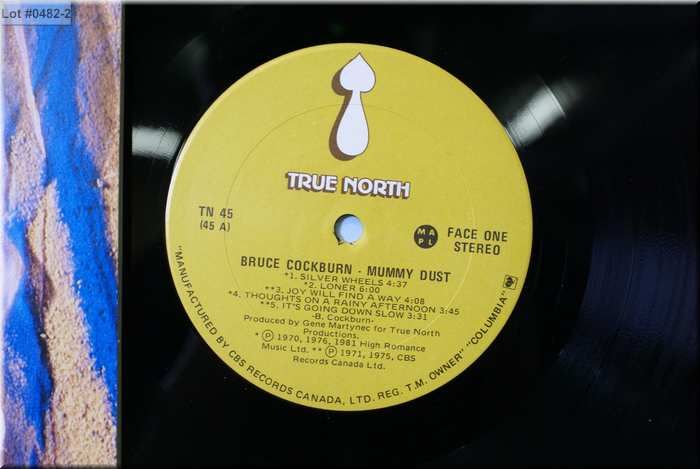 Lot #0482-2
TRUE NORTH
TN 45
(45 A)
M A
P L
FACE ONE
STEREO
BRUCE COCKBURN - MUMMY DUST
*1. SILVER WHEELS 4:37
*2. LONER 6:00
**3. JOY WILL FIND A WAY 4:08
*4. THOUGHTS ON A RAINY AFTERNOON 3:45
**5. IT'S GOING DOWN SLOW 3:31
-B. Cockburn-
Produced by Gene Martynec for True North
Productions.
* Ⓟ 1970, 1976, 1981 High Romance
Music Ltd. ** Ⓟ 1971, 1975, CBS
Records Canada Ltd.
"MANUFACTURED BY CBS RECORDS CANADA, LTD. REG. T.M. OWNER" "COLUMBIA"